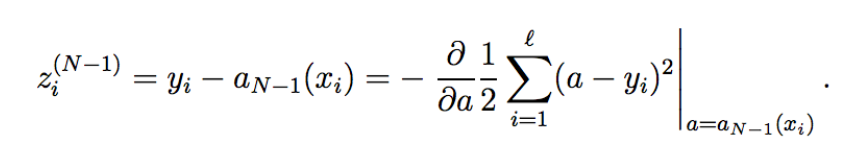 z_i^{(N-1)} = y_i - a_{N-1}(x_i) = - \frac{\partial}{\partial a} \frac{1}{2} \sum_{i=1}^{\ell} (a - y_i)^2 \Big|_{a=a_{N-1}(x_i)} .